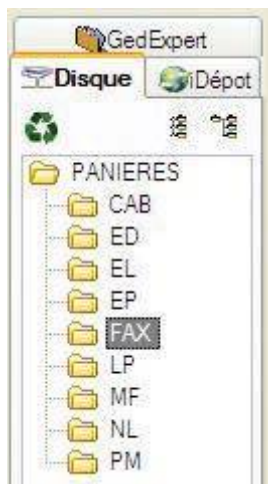 GedExpert
Disque iDépot
PANIERES
CAB
ED
EL
EP
FAX
LP
MF
NL
PM